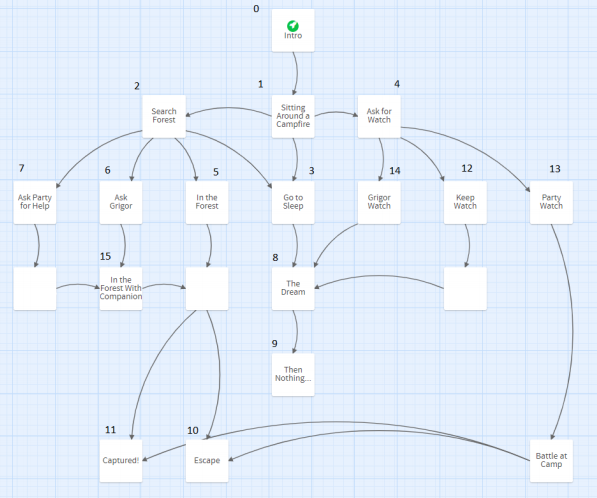 0
Intro
2
1
4
Search
Forest
Sitting
Around a
Campfire
Ask for
Watch
7
6
5
3
14
12
13
Ask Party
for Help
Ask
Grigor
In the
Forest
Go to
Sleep
Grigor
Watch
Keep
Watch
Party
Watch
15
8
In the
Forest With
Companion
The
Dream
9
Then
Nothing...
11
10
Captured!
Escape
Battle at
Camp